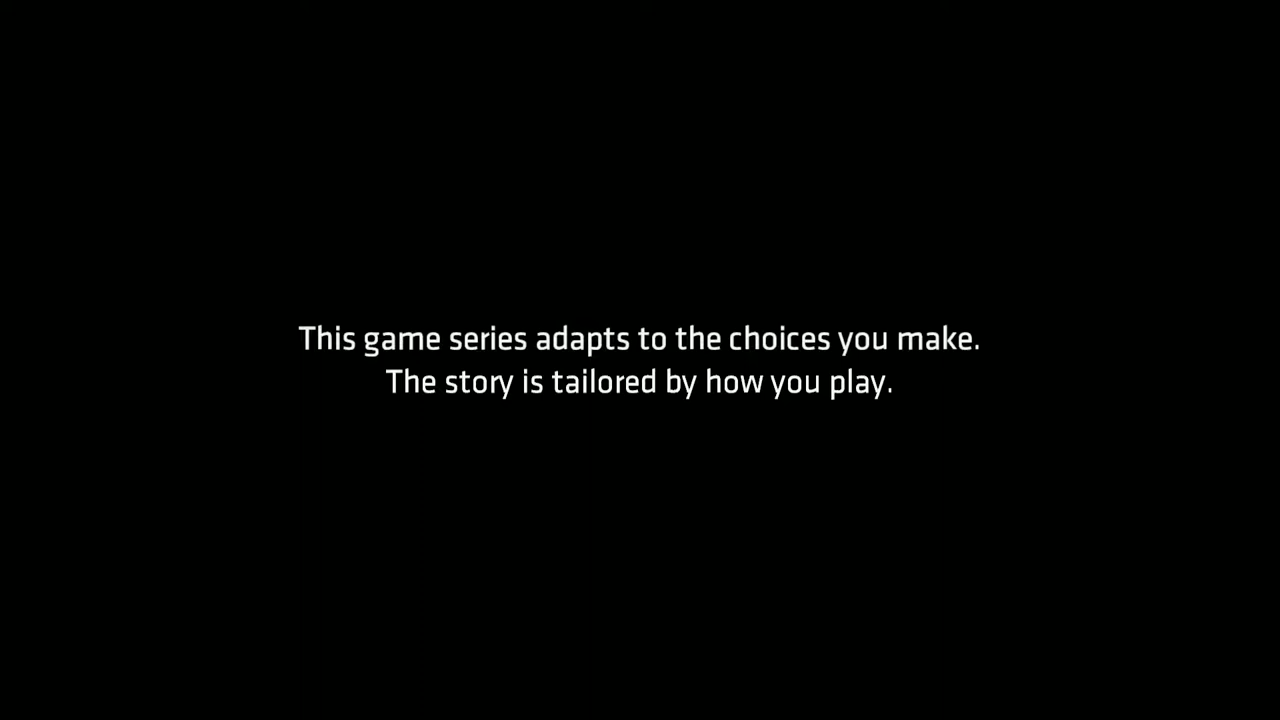 This game series adapts to the choices you make.
The story is tailored by how you play.